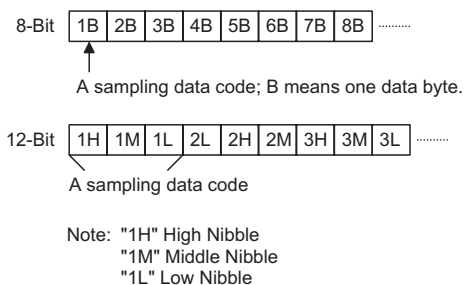 8-Bit 1B 2B 3B 4B 5B 6B 7B 8B ..........
A sampling data code; B means one data byte.
12-Bit 1H 1M 1L 2L 2H 2M 3H 3M 3L ..........
A sampling data code
Note: "1H" High Nibble
"1M" Middle Nibble
"1L" Low Nibble